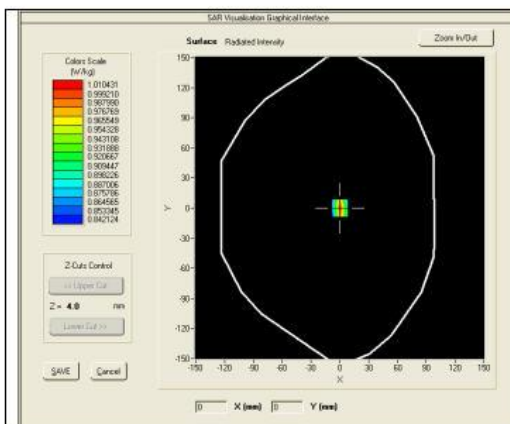 SAR Visualisation Graphical Interface
Surface Radiated Intensity
Zoom In/Out
Colors Scale
(W/kg)
1.010431
0.999210
0.987990
0.976769
0.965549
0.954328
0.943108
0.931888
0.920667
0.909447
0.898226
0.887006
0.875786
0.864565
0.853345
0.842124
Z-Cuts Control
<< Upper Cut
Z = 4.0 mm
Lower Cut >>
SAVE Cancel
150
120
90
60
30
0
-30
-60
-90
-120
-150
Y
-150 -120 -90 -60 -30 0 30 60 90 120 150
X
0 X (mm) 0 Y (mm)